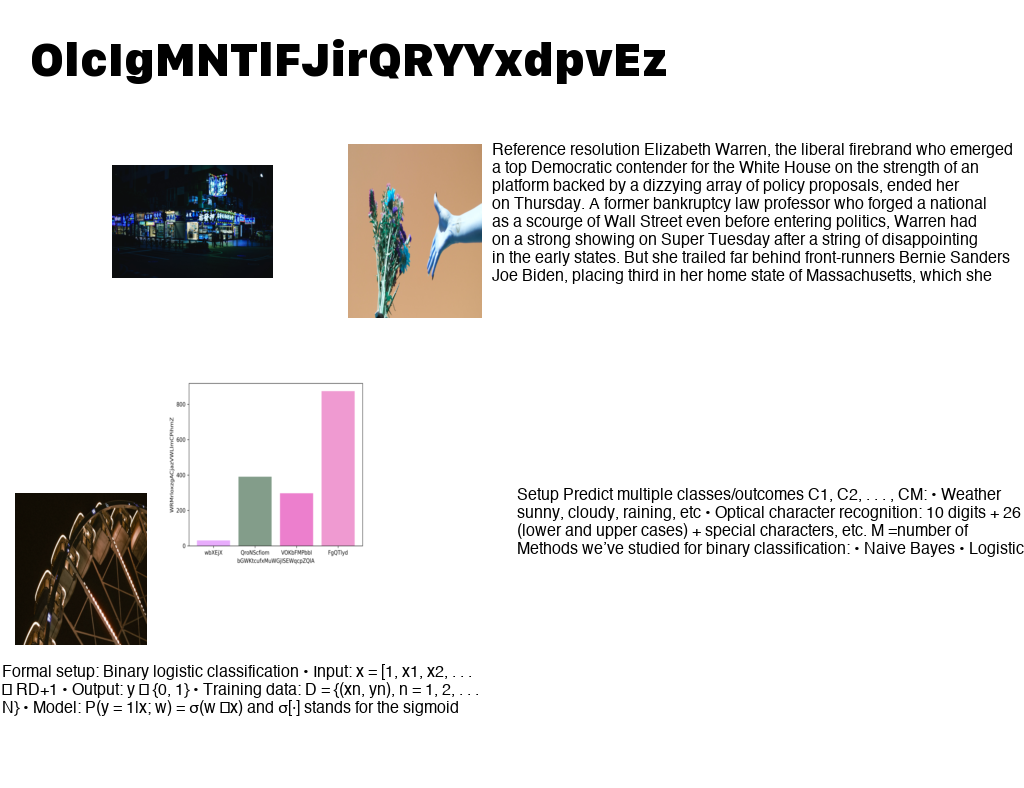 OlcIgMNTlFJirQRYYxdpvEz
Reference resolution Elizabeth Warren, the liberal firebrand who emerged
a top Democratic contender for the White House on the strength of an
platform backed by a dizzying array of policy proposals, ended her
on Thursday. A former bankruptcy law professor who forged a national
as a scourge of Wall Street even before entering politics, Warren had
on a strong showing on Super Tuesday after a string of disappointing
in the early states. But she trailed far behind front-runners Bernie Sanders
Joe Biden, placing third in her home state of Massachusetts, which she
800
600
400
200
0
wbXEjX QroNScfiom VOKbFMPbbl FgQTlyd
Setup Predict multiple classes/outcomes C1, C2, . . . , CM: • Weather
sunny, cloudy, raining, etc • Optical character recognition: 10 digits + 26
(lower and upper cases) + special characters, etc. M =number of
Methods we’ve studied for binary classification: • Naive Bayes • Logistic
Formal setup: Binary logistic classification • Input: x = [1, x1, x2, . . .
RD+1 • Output: y {0, 1} • Training data: D = {(xn, yn), n = 1, 2, . . .
N} • Model: P(y = 1|x; w) = σ(w x) and σ[·] stands for the sigmoid